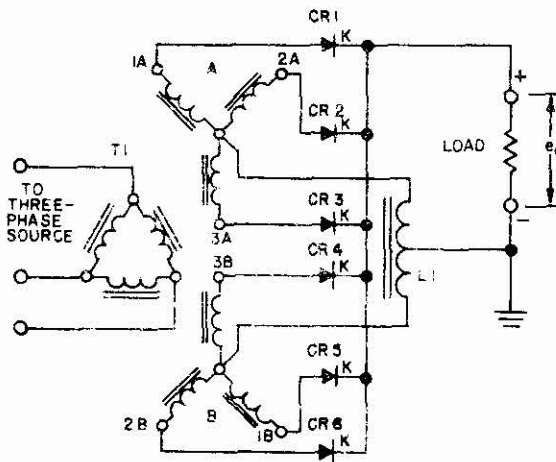 CR1
K
1A
A
2A
CR2
K
T1
TO
THREE-
PHASE
SOURCE
LOAD
+
−
CR3
K
3A
3B
CR4
K
L1
CR5
K
2B
B
1B
CR6
K